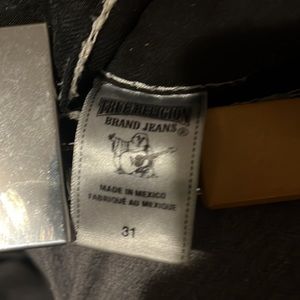 TRUE RELIGION
BRAND JEANS®
MADE IN MEXICO
FABRIQUÉ AU MEXIQUE
31